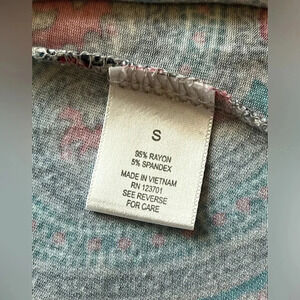 S
95% RAYON
5% SPANDEX
MADE IN VIETNAM
RN 123701
SEE REVERSE
FOR CARE